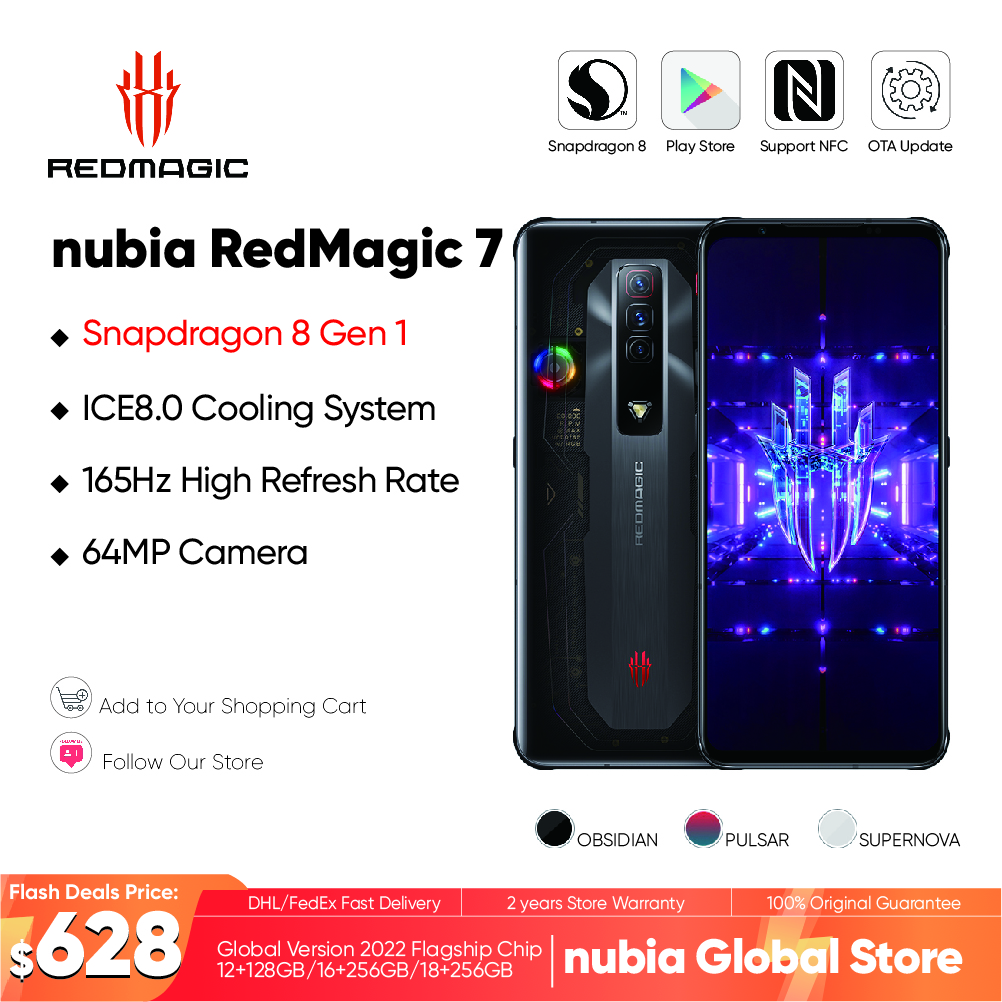 REDMAGIC
Snapdragon 8
Play Store
Support NFC
OTA Update
nubia RedMagic 7
Snapdragon 8 Gen 1
ICE8.0 Cooling System
165Hz High Refresh Rate
64MP Camera
REDMAGIC
Add to Your Shopping Cart
Follow Our Store
OBSIDIAN
PULSAR
SUPERNOVA
Flash Deals Price:
$628
DHL/FedEx Fast Delivery
2 years Store Warranty
100% Original Guarantee
Global Version 2022 Flagship Chip
12+128GB/16+256GB/18+256GB
nubia Global Store